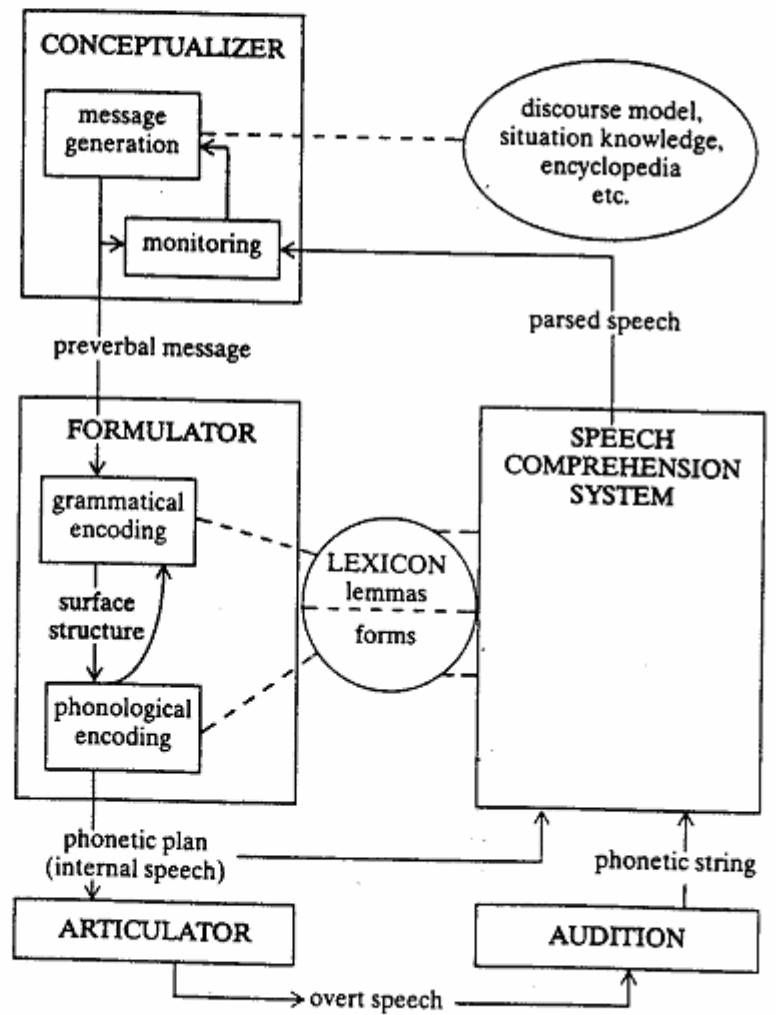 CONCEPTUALIZER
message
generation
monitoring
discourse model,
situation knowledge,
encyclopedia
etc.
parsed speech
preverbal message
FORMULATOR
grammatical
encoding
surface
structure
phonological
encoding
LEXICON
lemmas
forms
SPEECH
COMPREHENSION
SYSTEM
phonetic plan
(internal speech)
phonetic string
ARTICULATOR
AUDITION
overt speech